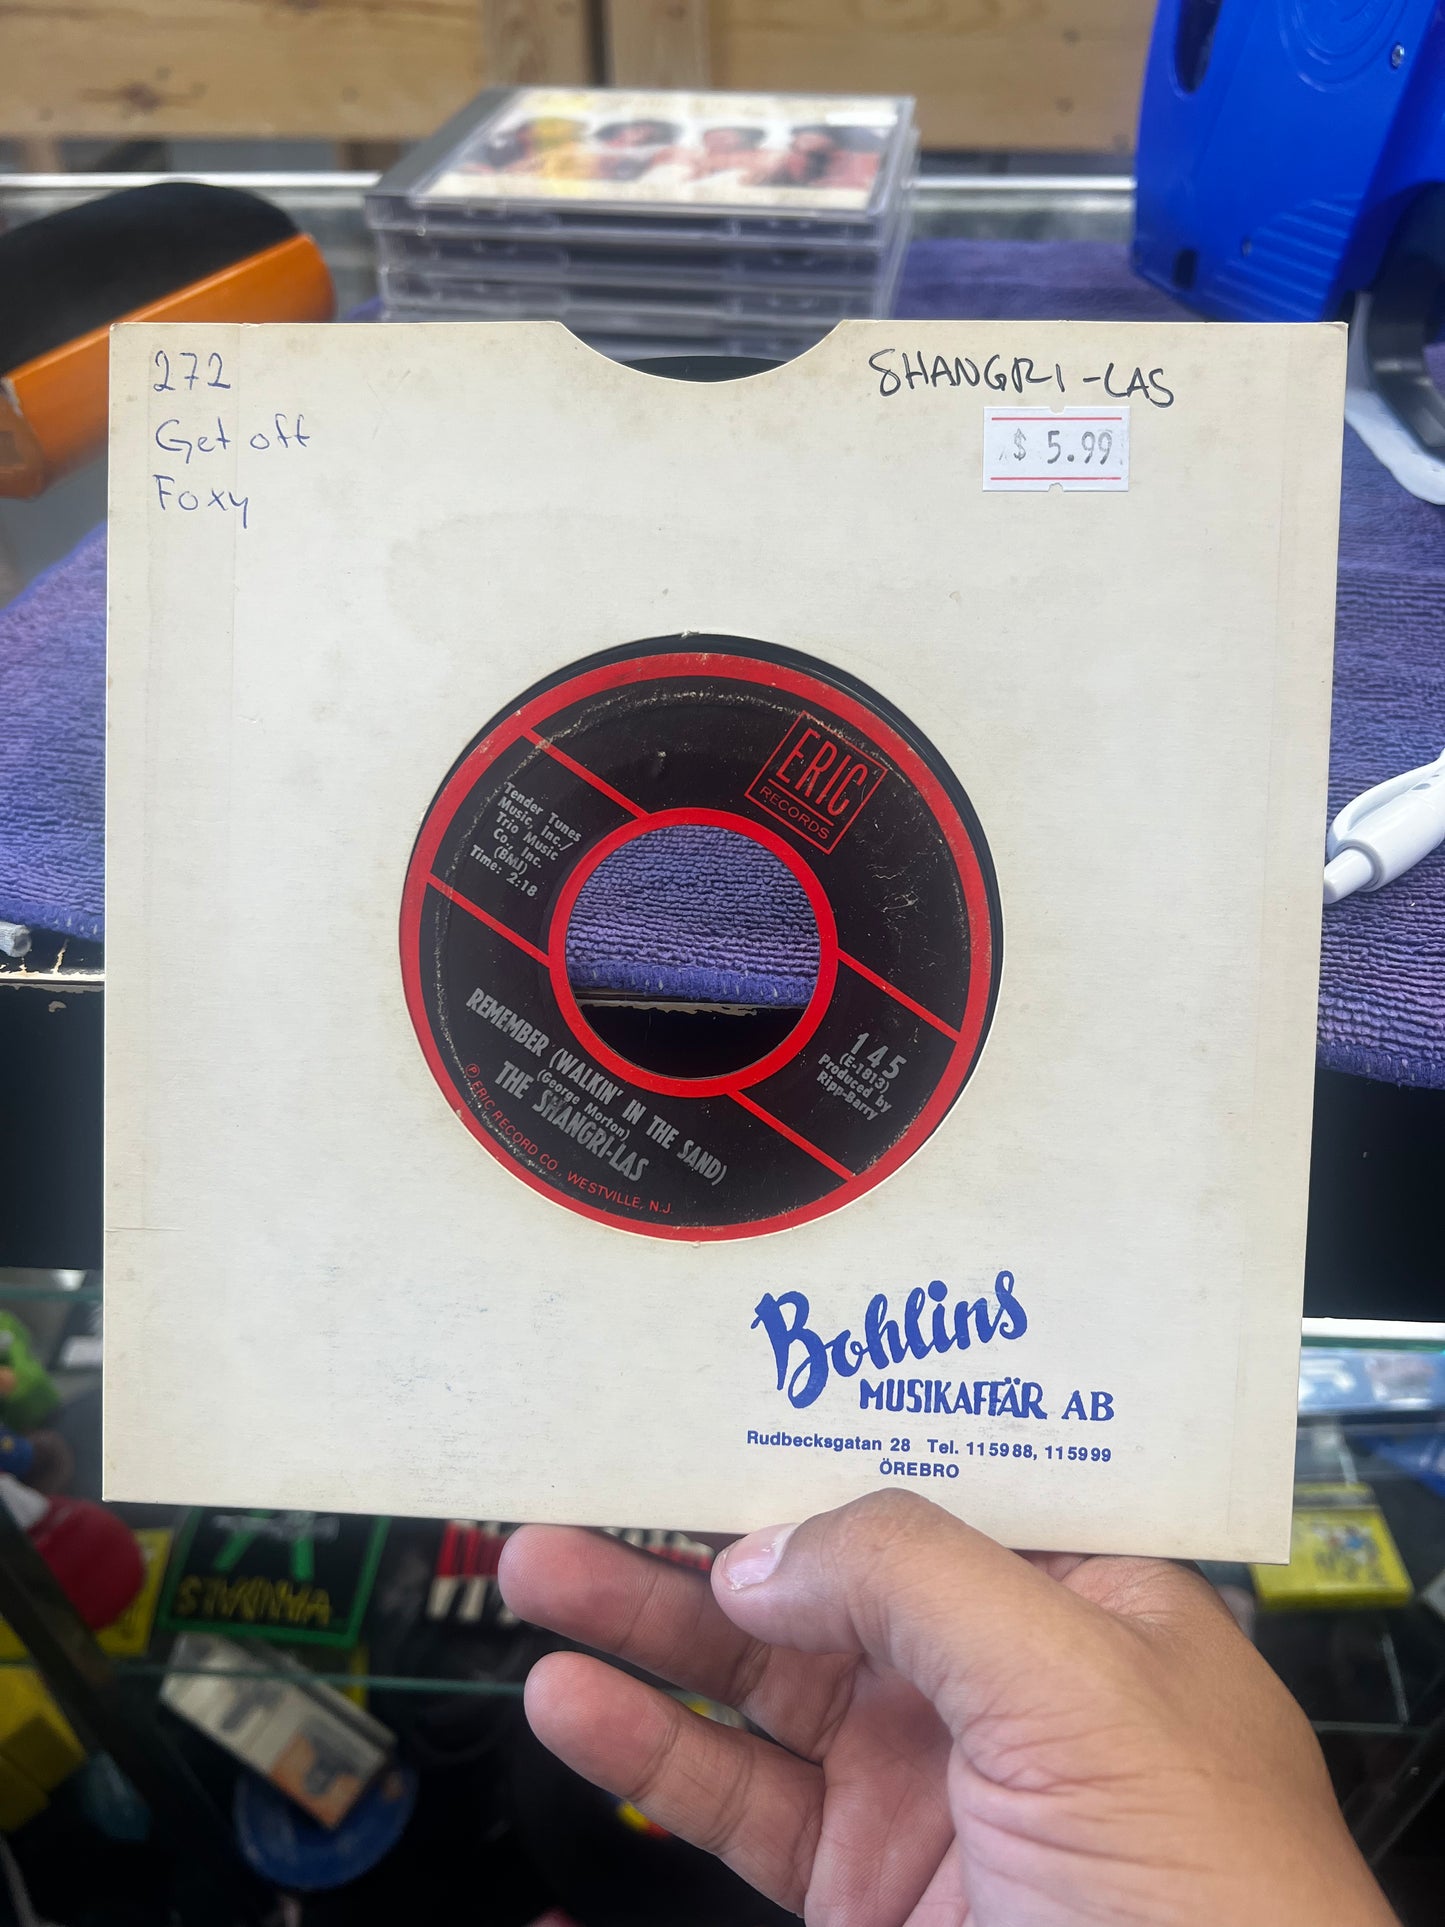 272
Get off
Foxy
SHANGRI-LAS
$ 5.99
ERIC
RECORDS
Tender Tunes
Music, Inc./
Trio Music
Co., Inc.
(BMI)
Time: 2:18
145
(E-1813)
Produced by
Ripp-Barry
REMEMBER (WALKIN' IN THE SAND)
(George Morton)
THE SHANGRI-LAS
Ⓟ ERIC RECORD CO., WESTVILLE, N.J.
Bohlins
MUSIKAFFÄR AB
Rudbecksgatan 28 Tel. 115988, 115999
ÖREBRO
VANDALS